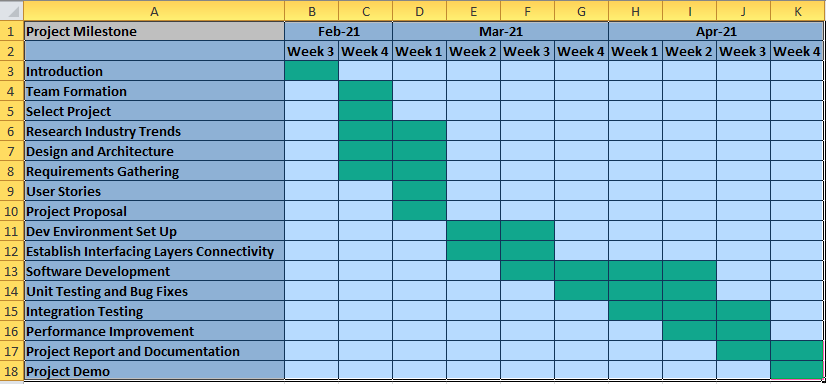 A B C D E F G H I J K
1 Project Milestone Feb-21 Mar-21 Apr-21
2 Week 3 Week 4 Week 1 Week 2 Week 3 Week 4 Week 1 Week 2 Week 3 Week 4
3 Introduction
4 Team Formation
5 Select Project
6 Research Industry Trends
7 Design and Architecture
8 Requirements Gathering
9 User Stories
10 Project Proposal
11 Dev Environment Set Up
12 Establish Interfacing Layers Connectivity
13 Software Development
14 Unit Testing and Bug Fixes
15 Integration Testing
16 Performance Improvement
17 Project Report and Documentation
18 Project Demo